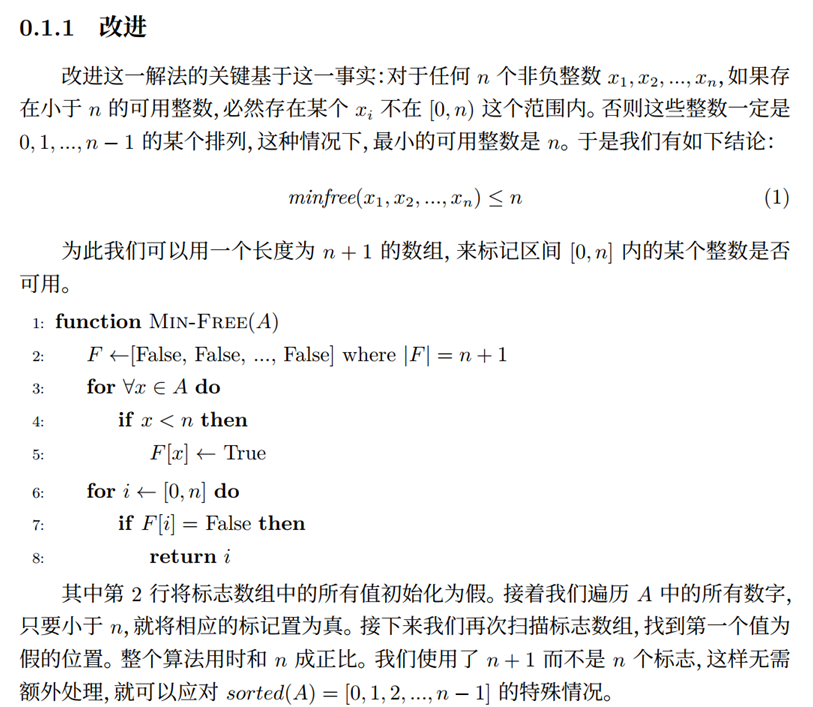 0.1.1 改进
改进这一解法的关键基于这一事实：对于任何 n 个非负整数 x₁, x₂, ..., xₙ，如果存
在小于 n 的可用整数，必然存在某个 xᵢ 不在 [0, n) 这个范围内。否则这些整数一定是
0, 1, ..., n − 1 的某个排列，这种情况下，最小的可用整数是 n。于是我们有如下结论：
minfree(x₁, x₂, ..., xₙ) ≤ n (1)
为此我们可以用一个长度为 n + 1 的数组，来标记区间 [0, n] 内的某个整数是否
可用。
1: function Min-Free(A)
2: F ←[False, False, ..., False] where |F| = n + 1
3: for ∀x ∈ A do
4: if x < n then
5: F[x] ← True
6: for i ← [0, n] do
7: if F[i] = False then
8: return i
其中第 2 行将标志数组中的所有值初始化为假。接着我们遍历 A 中的所有数字，
只要小于 n，就将相应的标记置为真。接下来我们再次扫描标志数组，找到第一个值为
假的位置。整个算法用时和 n 成正比。我们使用了 n + 1 而不是 n 个标志，这样无需
额外处理，就可以应对 sorted(A) = [0, 1, 2, ..., n − 1] 的特殊情况。